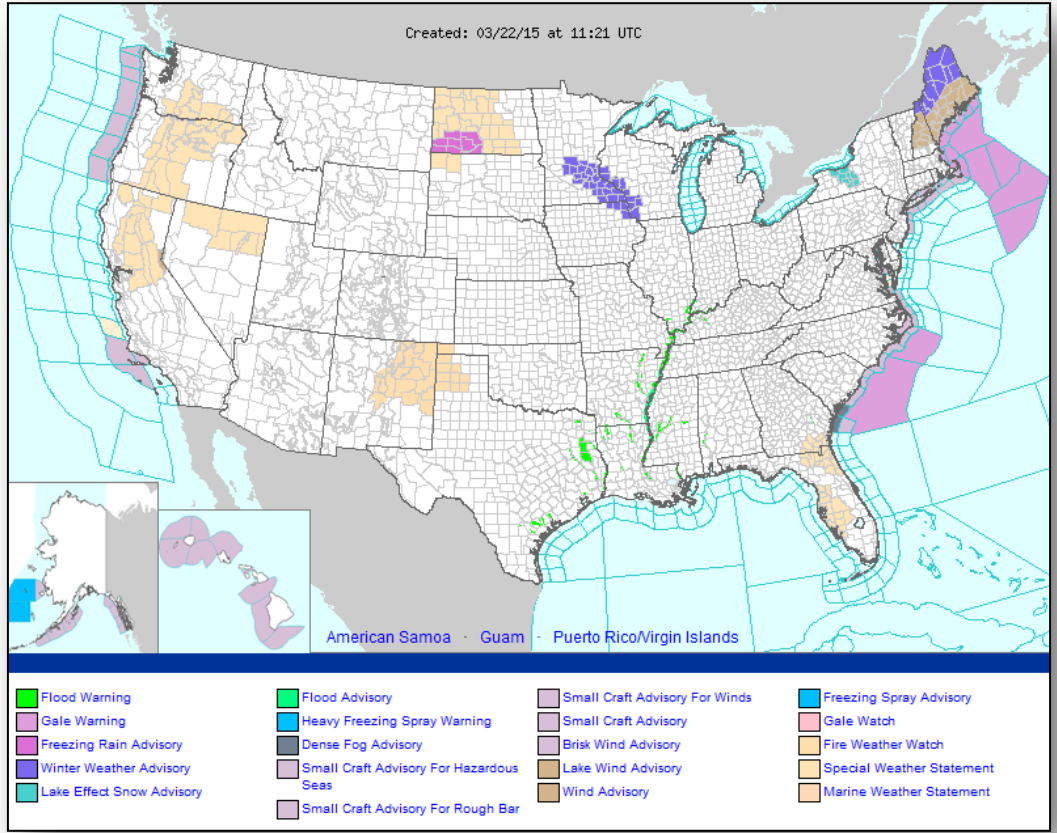 Created: 03/22/15 at 11:21 UTC
American Samoa · Guam · Puerto Rico/Virgin Islands
Flood Warning
Gale Warning
Freezing Rain Advisory
Winter Weather Advisory
Lake Effect Snow Advisory
Flood Advisory
Heavy Freezing Spray Warning
Dense Fog Advisory
Small Craft Advisory For Hazardous
Seas
Small Craft Advisory For Rough Bar
Small Craft Advisory For Winds
Small Craft Advisory
Brisk Wind Advisory
Lake Wind Advisory
Wind Advisory
Freezing Spray Advisory
Gale Watch
Fire Weather Watch
Special Weather Statement
Marine Weather Statement